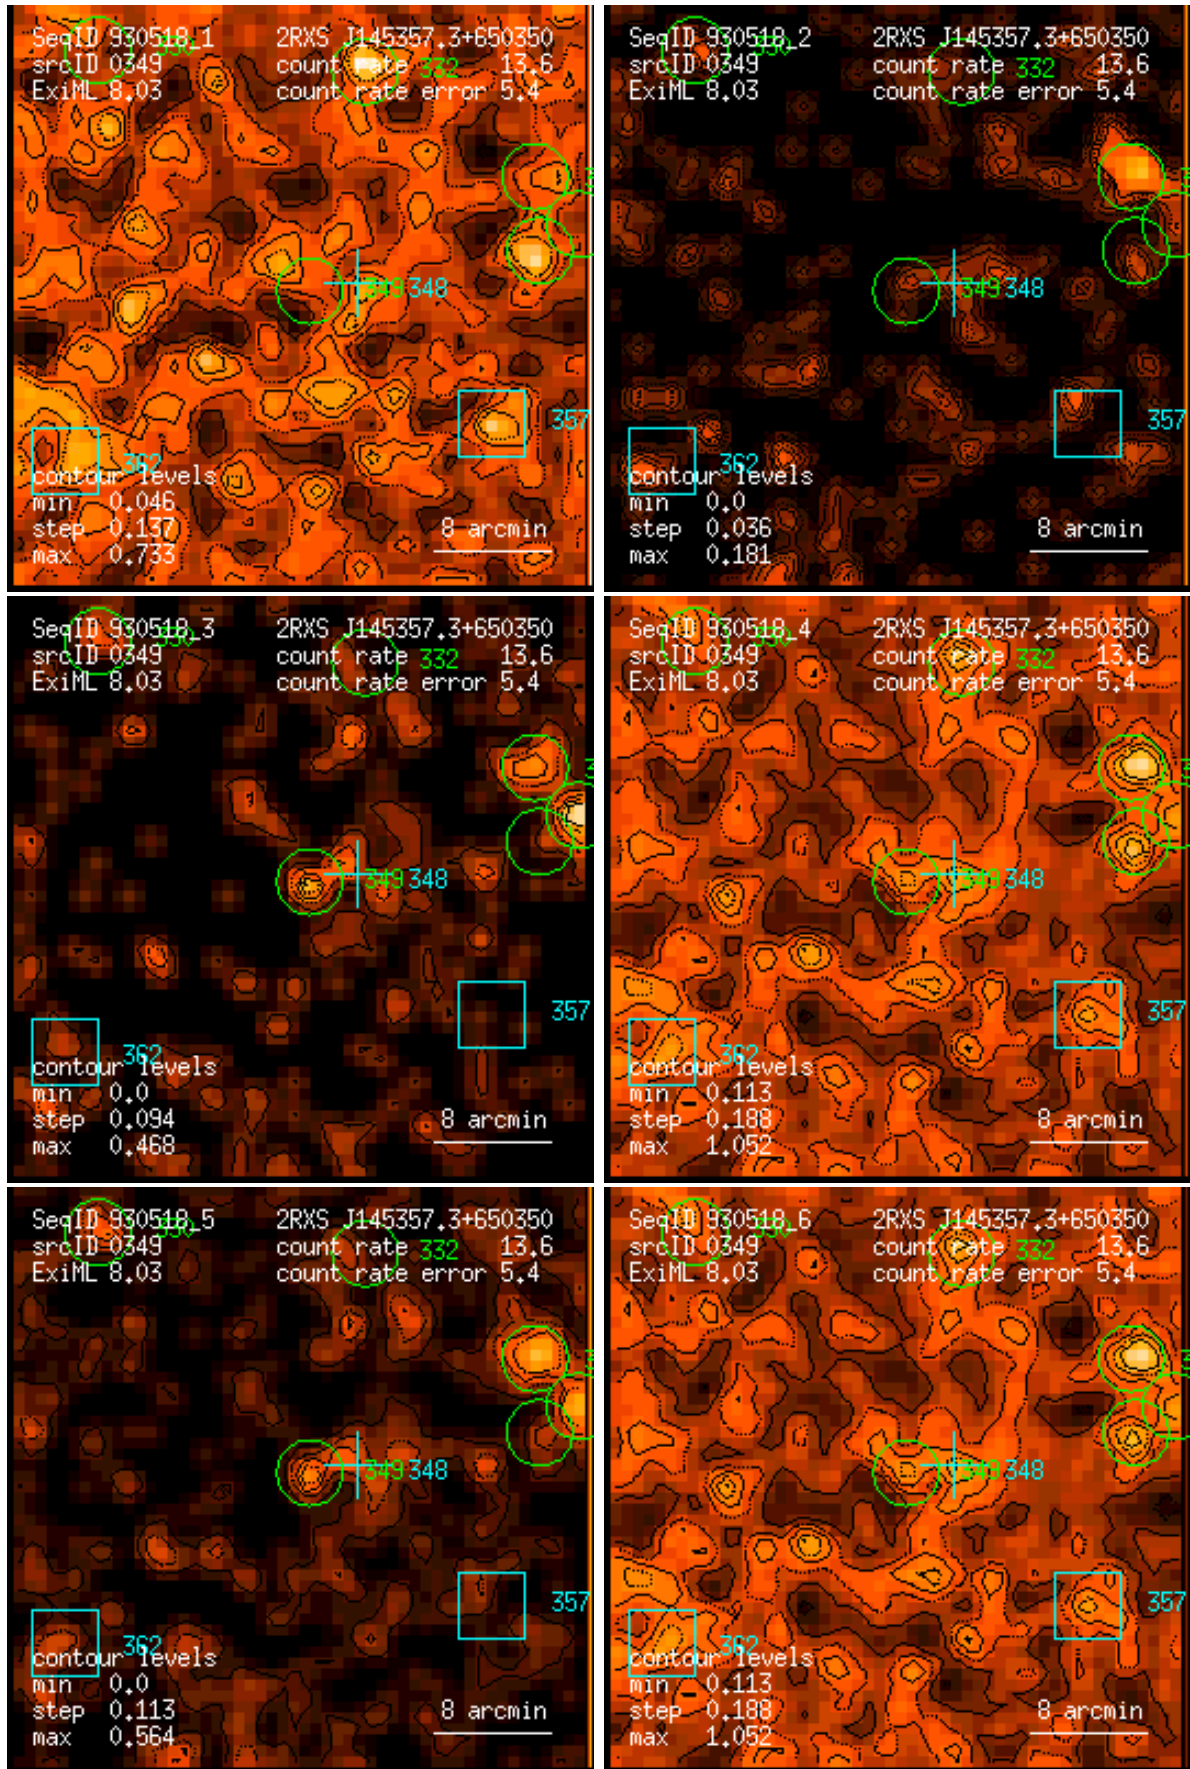 SeqID 930518_1 2RXS J145357.3+650350
srcID 0349 count rate 332 13.6
ExiML 8.03 count rate error 5.4
349 348
357
362
contour levels
min 0.046
step 0.137 8 arcmin
max 0.733
SeqID 930518_2 2RXS J145357.3+650350
srcID 0349 count rate 332 13.6
ExiML 8.03 count rate error 5.4
349 348
357
362
contour levels
min 0.0
step 0.036 8 arcmin
max 0.181
SeqID 930518_3 2RXS J145357.3+650350
srcID 0349 count rate 332 13.6
ExiML 8.03 count rate error 5.4
349 348
357
362
contour levels
min 0.0
step 0.094 8 arcmin
max 0.468
SeqID 930518_4 2RXS J145357.3+650350
srcID 0349 count rate 332 13.6
ExiML 8.03 count rate error 5.4
349 348
357
362
contour levels
min 0.113
step 0.188 8 arcmin
max 1.052
SeqID 930518_5 2RXS J145357.3+650350
srcID 0349 count rate 332 13.6
ExiML 8.03 count rate error 5.4
349 348
357
362
contour levels
min 0.0
step 0.113 8 arcmin
max 0.564
SeqID 930518_6 2RXS J145357.3+650350
srcID 0349 count rate 332 13.6
ExiML 8.03 count rate error 5.4
349 348
357
362
contour levels
min 0.113
step 0.188 8 arcmin
max 1.052